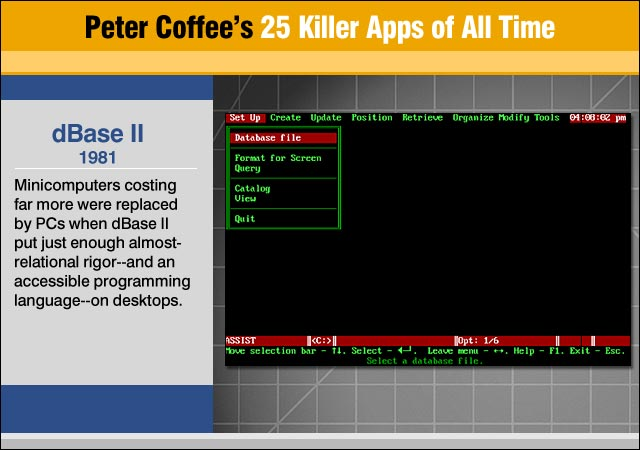 Peter Coffee's 25 Killer Apps of All Time
dBase II
1981
Minicomputers costing
far more were replaced
by PCs when dBase II
put just enough almost-
relational rigor--and an
accessible programming
language--on desktops.
Set Up Create Update Position Retrieve Organize Modify Tools 04:08:02 pm
Database file
Format for Screen
Query
Catalog
View
Quit
ASSIST <C:> Opt: 1/6
Move selection bar - ↑↓. Select - ◄─┘. Leave menu - ↔. Help - F1. Exit - Esc.
Select a database file.